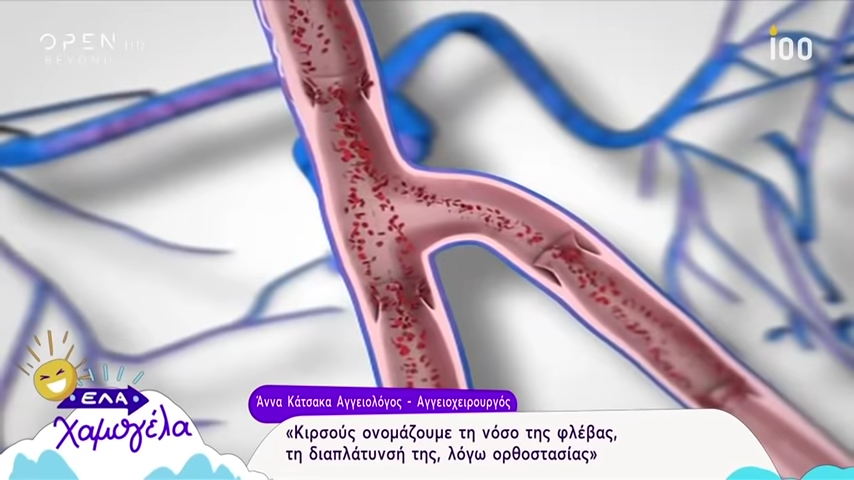 OPEN HD
BEYOND
100
ΕΛΑ
χαμογέλα
Άννα Κάτσακα Αγγειολόγος - Αγγειοχειρουργός
«Κιρσούς ονομάζουμε τη νόσο της φλέβας,
τη διαπλάτυνσή της, λόγω ορθοστασίας»